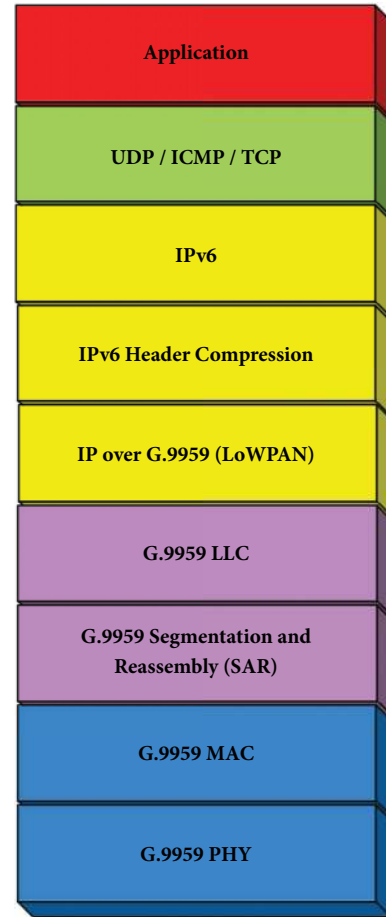 Application
UDP / ICMP / TCP
IPv6
IPv6 Header Compression
IP over G.9959 (LoWPAN)
G.9959 LLC
G.9959 Segmentation and
Reassembly (SAR)
G.9959 MAC
G.9959 PHY